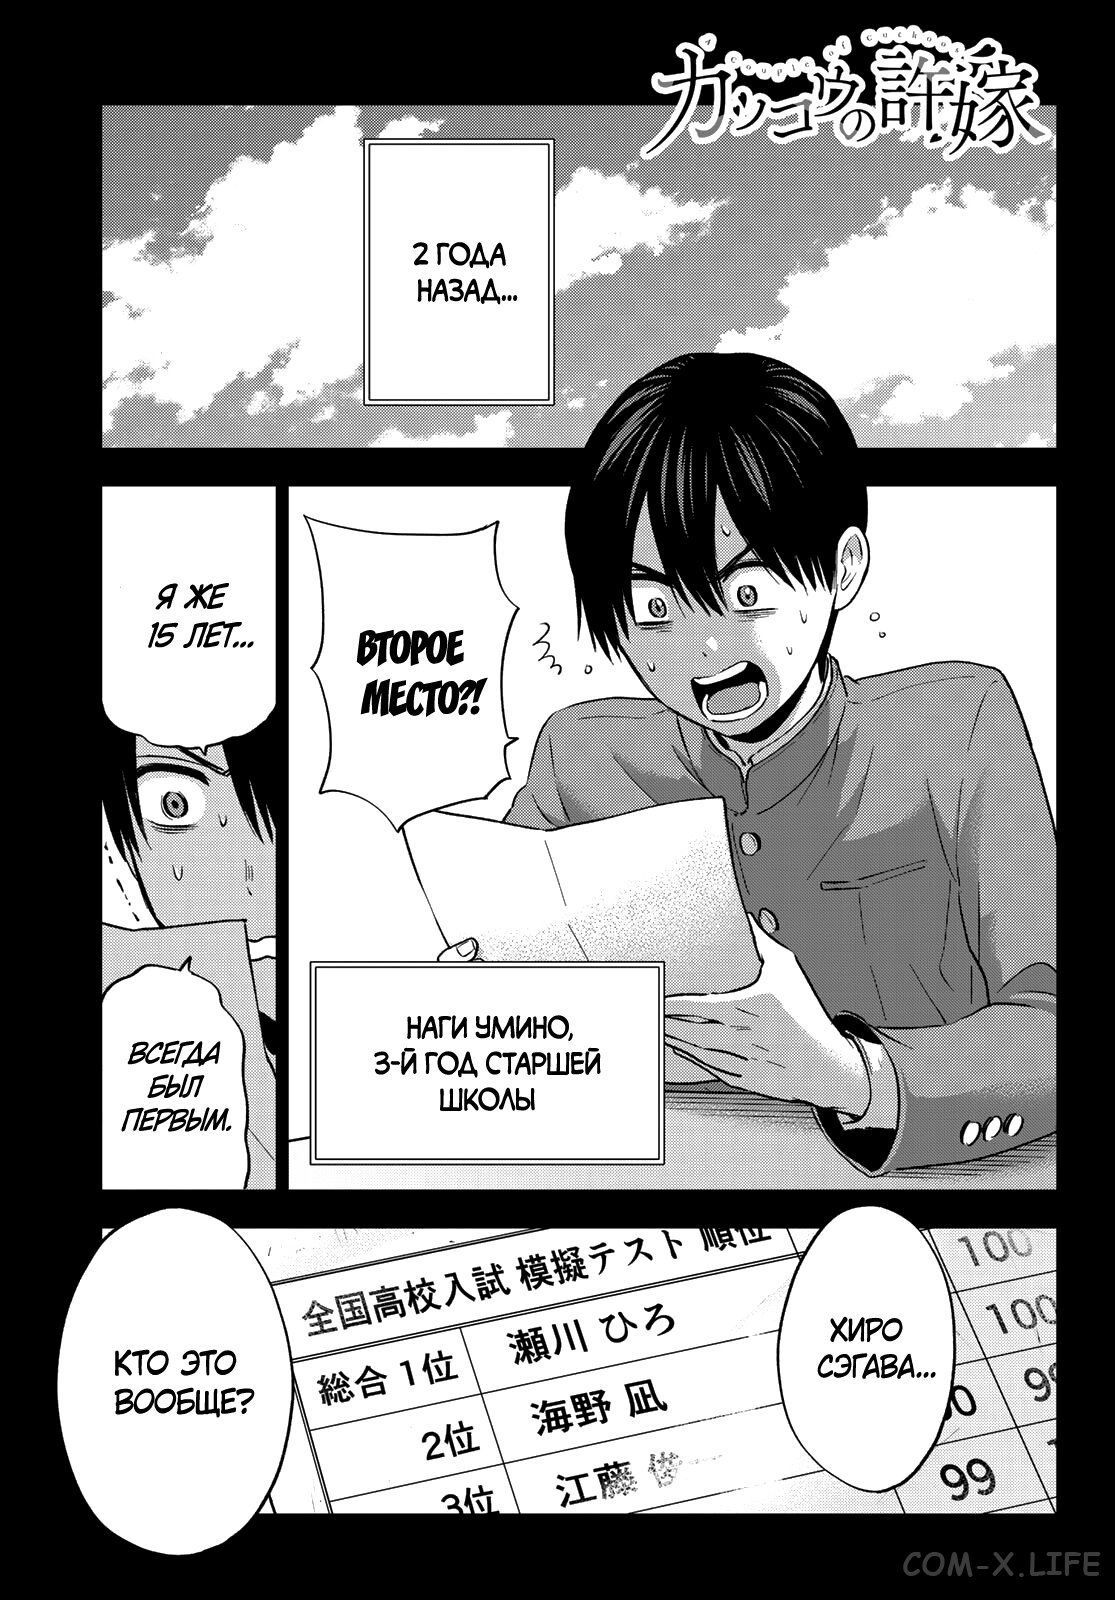 A Couple of Cuckoos
カッコウの許嫁
2 ГОДА
НАЗАД...
ВТОРОЕ
МЕСТО?!
Я ЖЕ
15 ЛЕТ...
НАГИ УМИНО,
3-Й ГОД СТАРШЕЙ
ШКОЛЫ
ВСЕГДА
БЫЛ
ПЕРВЫМ.
全国高校入試 模擬テスト 順位
総合 1位 瀬川 ひろ 100
2位 海野 凪 100
3位 江藤 俊 99
ХИРО
СЭГАВА...
КТО ЭТО
ВООБЩЕ?
COM-X.LIFE